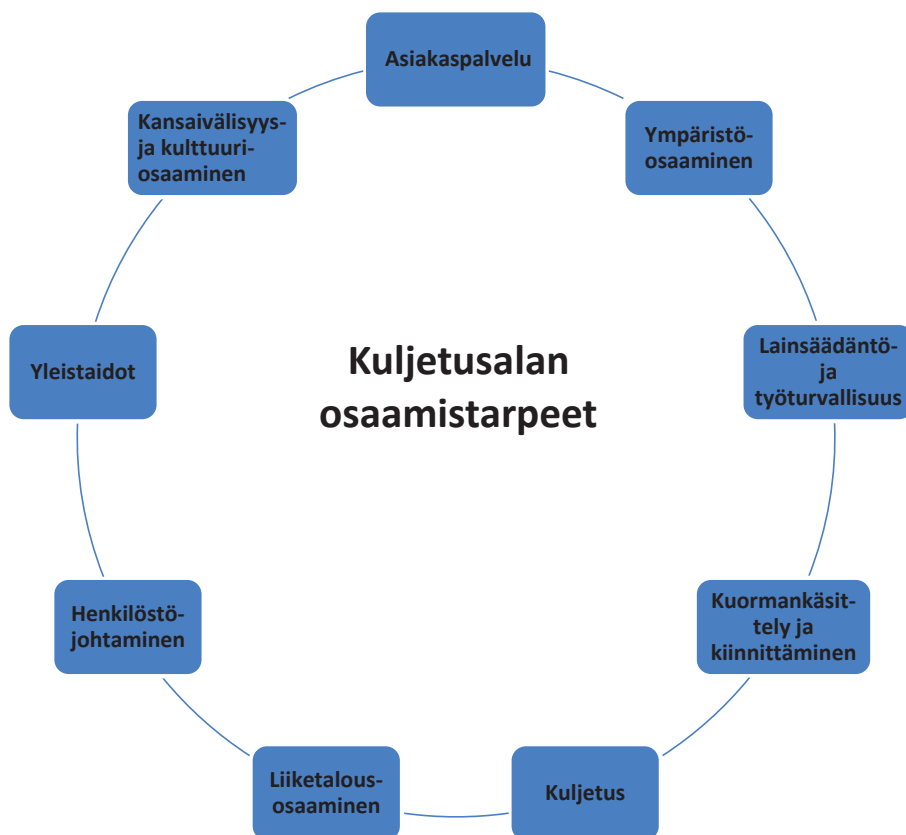 Asiakaspalvelu
Ympäristö-
osaaminen
Lainsäädäntö-
ja
työturvallisuus
Kuormankäsit-
tely ja
kiinnittäminen
Kuljetus
Liiketalous-
osaaminen
Henkilöstö-
johtaminen
Yleistaidot
Kansaivälisyys-
ja kulttuuri-
osaaminen
Kuljetusalan
osaamistarpeet